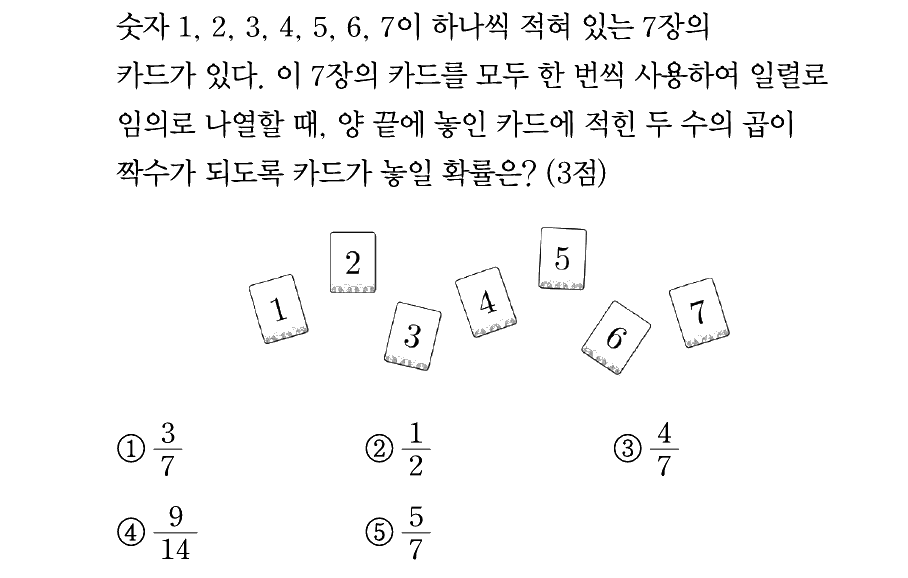 숫자 1, 2, 3, 4, 5, 6, 7이 하나씩 적혀 있는 7장의
카드가 있다. 이 7장의 카드를 모두 한 번씩 사용하여 일렬로
임의로 나열할 때, 양 끝에 놓인 카드에 적힌 두 수의 곱이
짝수가 되도록 카드가 놓일 확률은? (3점)
1 2 3 4 5 6 7
① 3/7 ② 1/2 ③ 4/7
④ 9/14 ⑤ 5/7